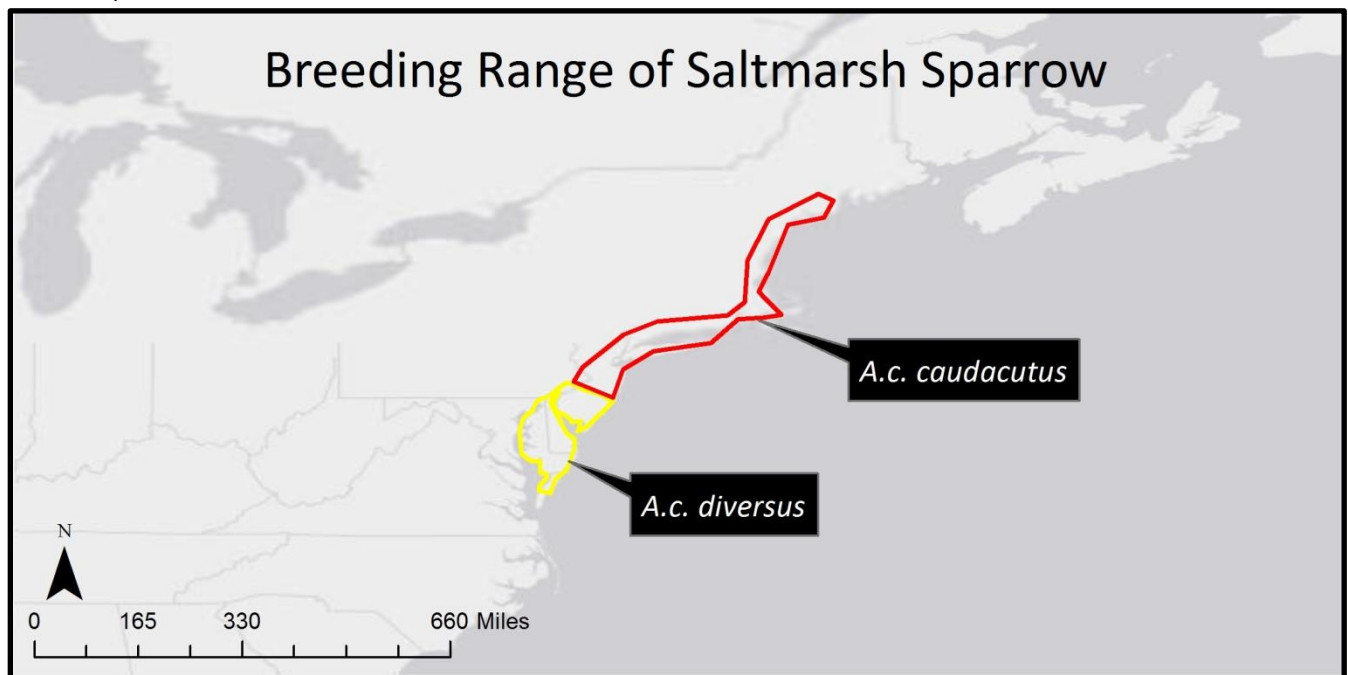 Breeding Range of Saltmarsh Sparrow
A.c. caudacutus
A.c. diversus
N
0 165 330 660 Miles